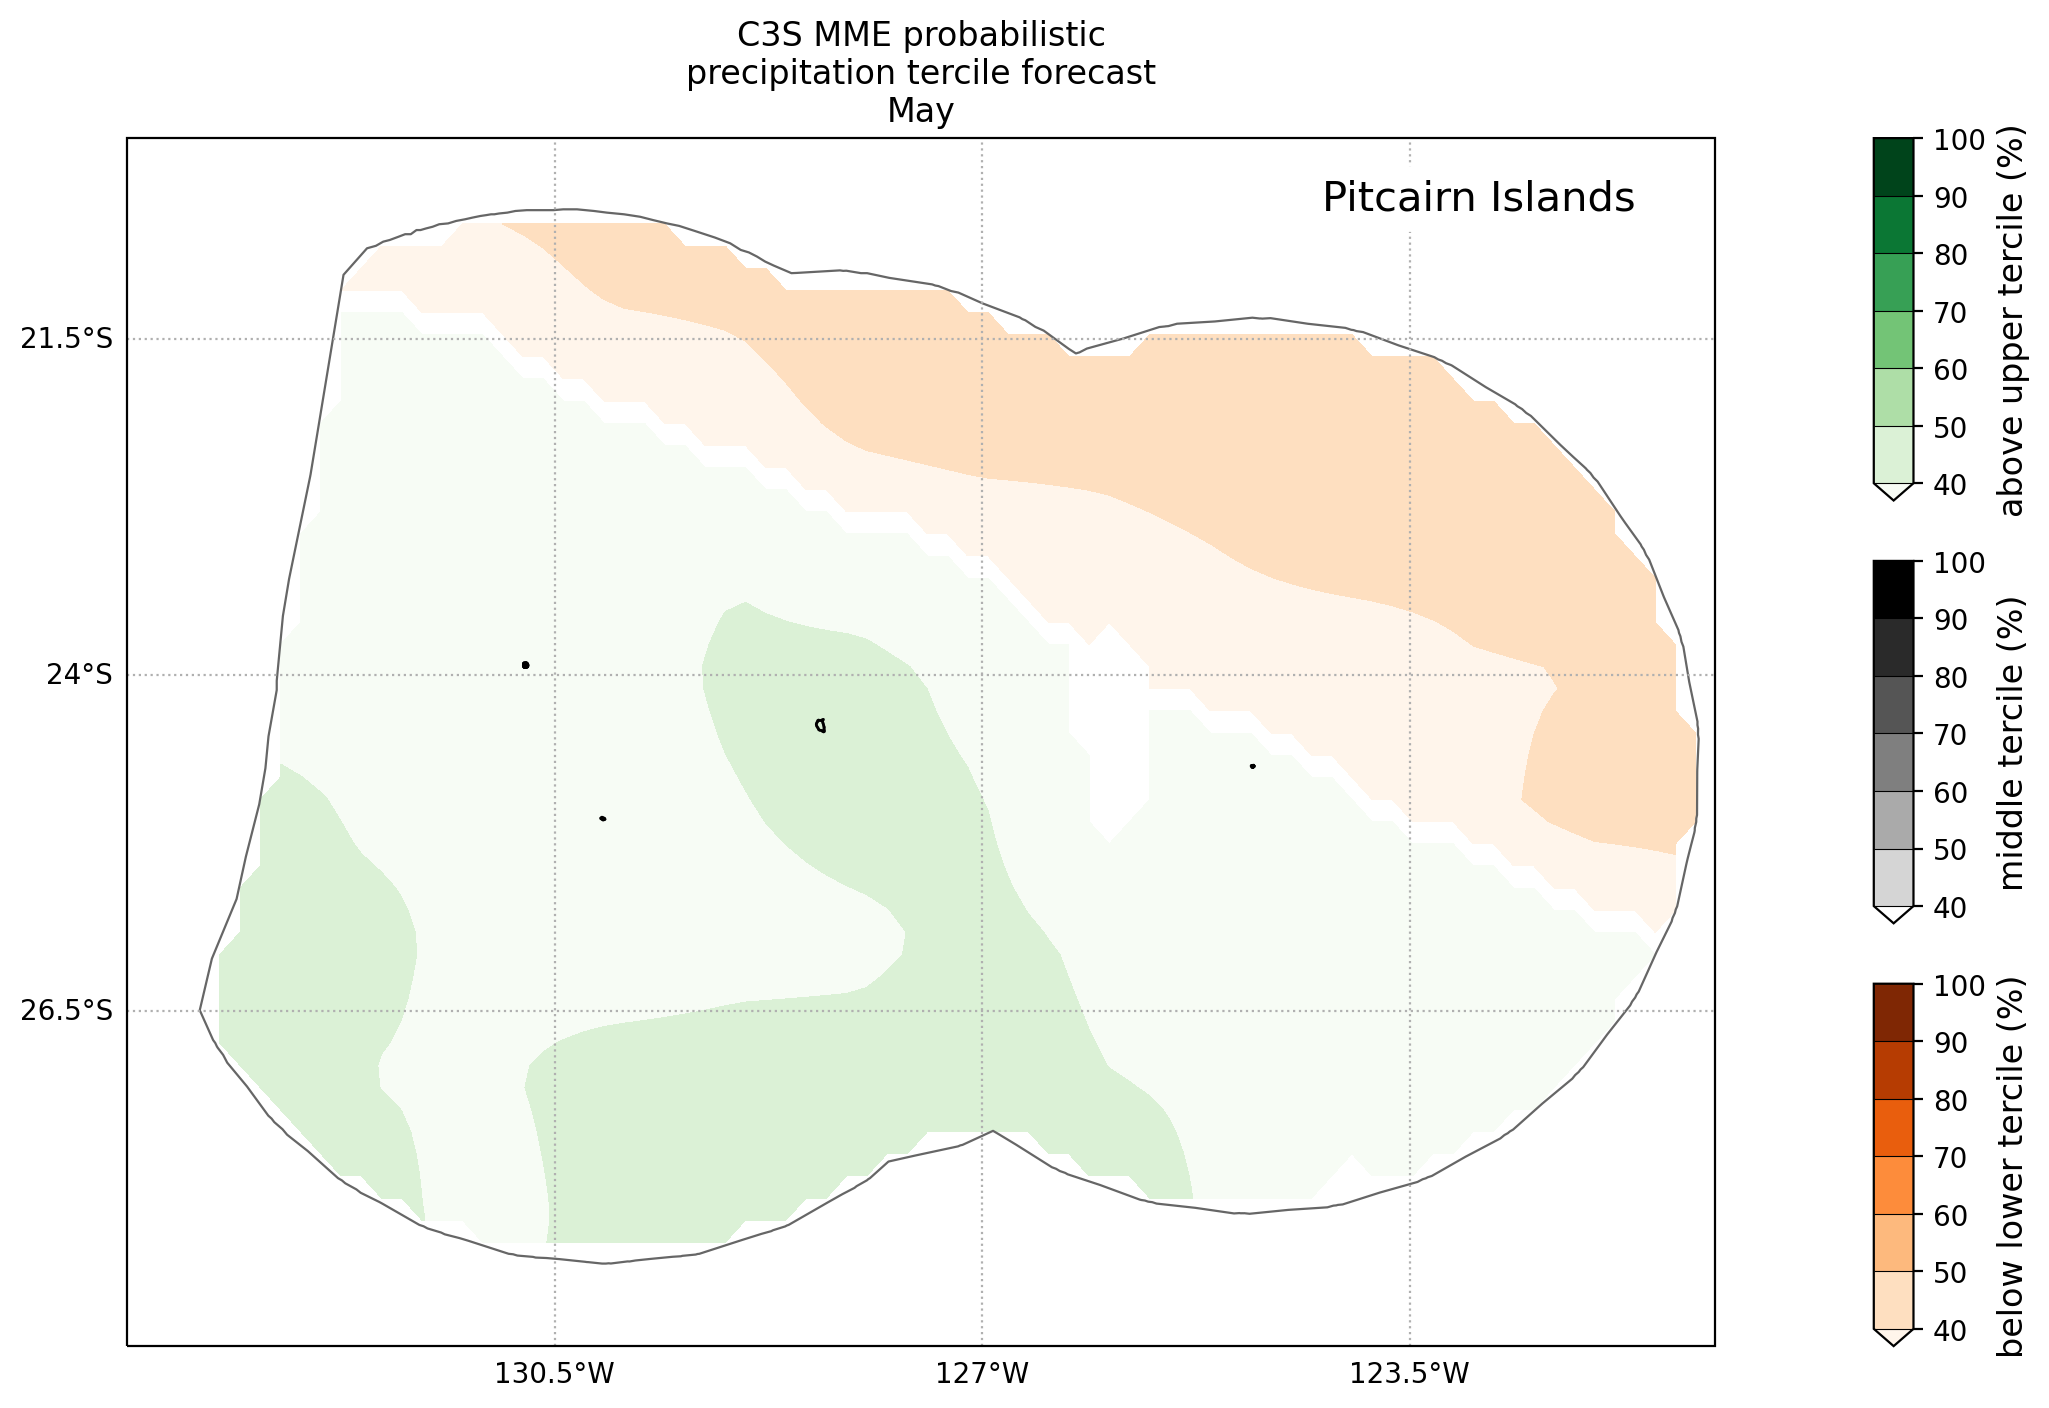 C3S MME probabilistic
precipitation tercile forecast
May
Pitcairn Islands
21.5°S
24°S
26.5°S
130.5°W
127°W
123.5°W
100
90
80
70
60
50
40
above upper tercile (%)
100
90
80
70
60
50
40
middle tercile (%)
100
90
80
70
60
50
40
below lower tercile (%)